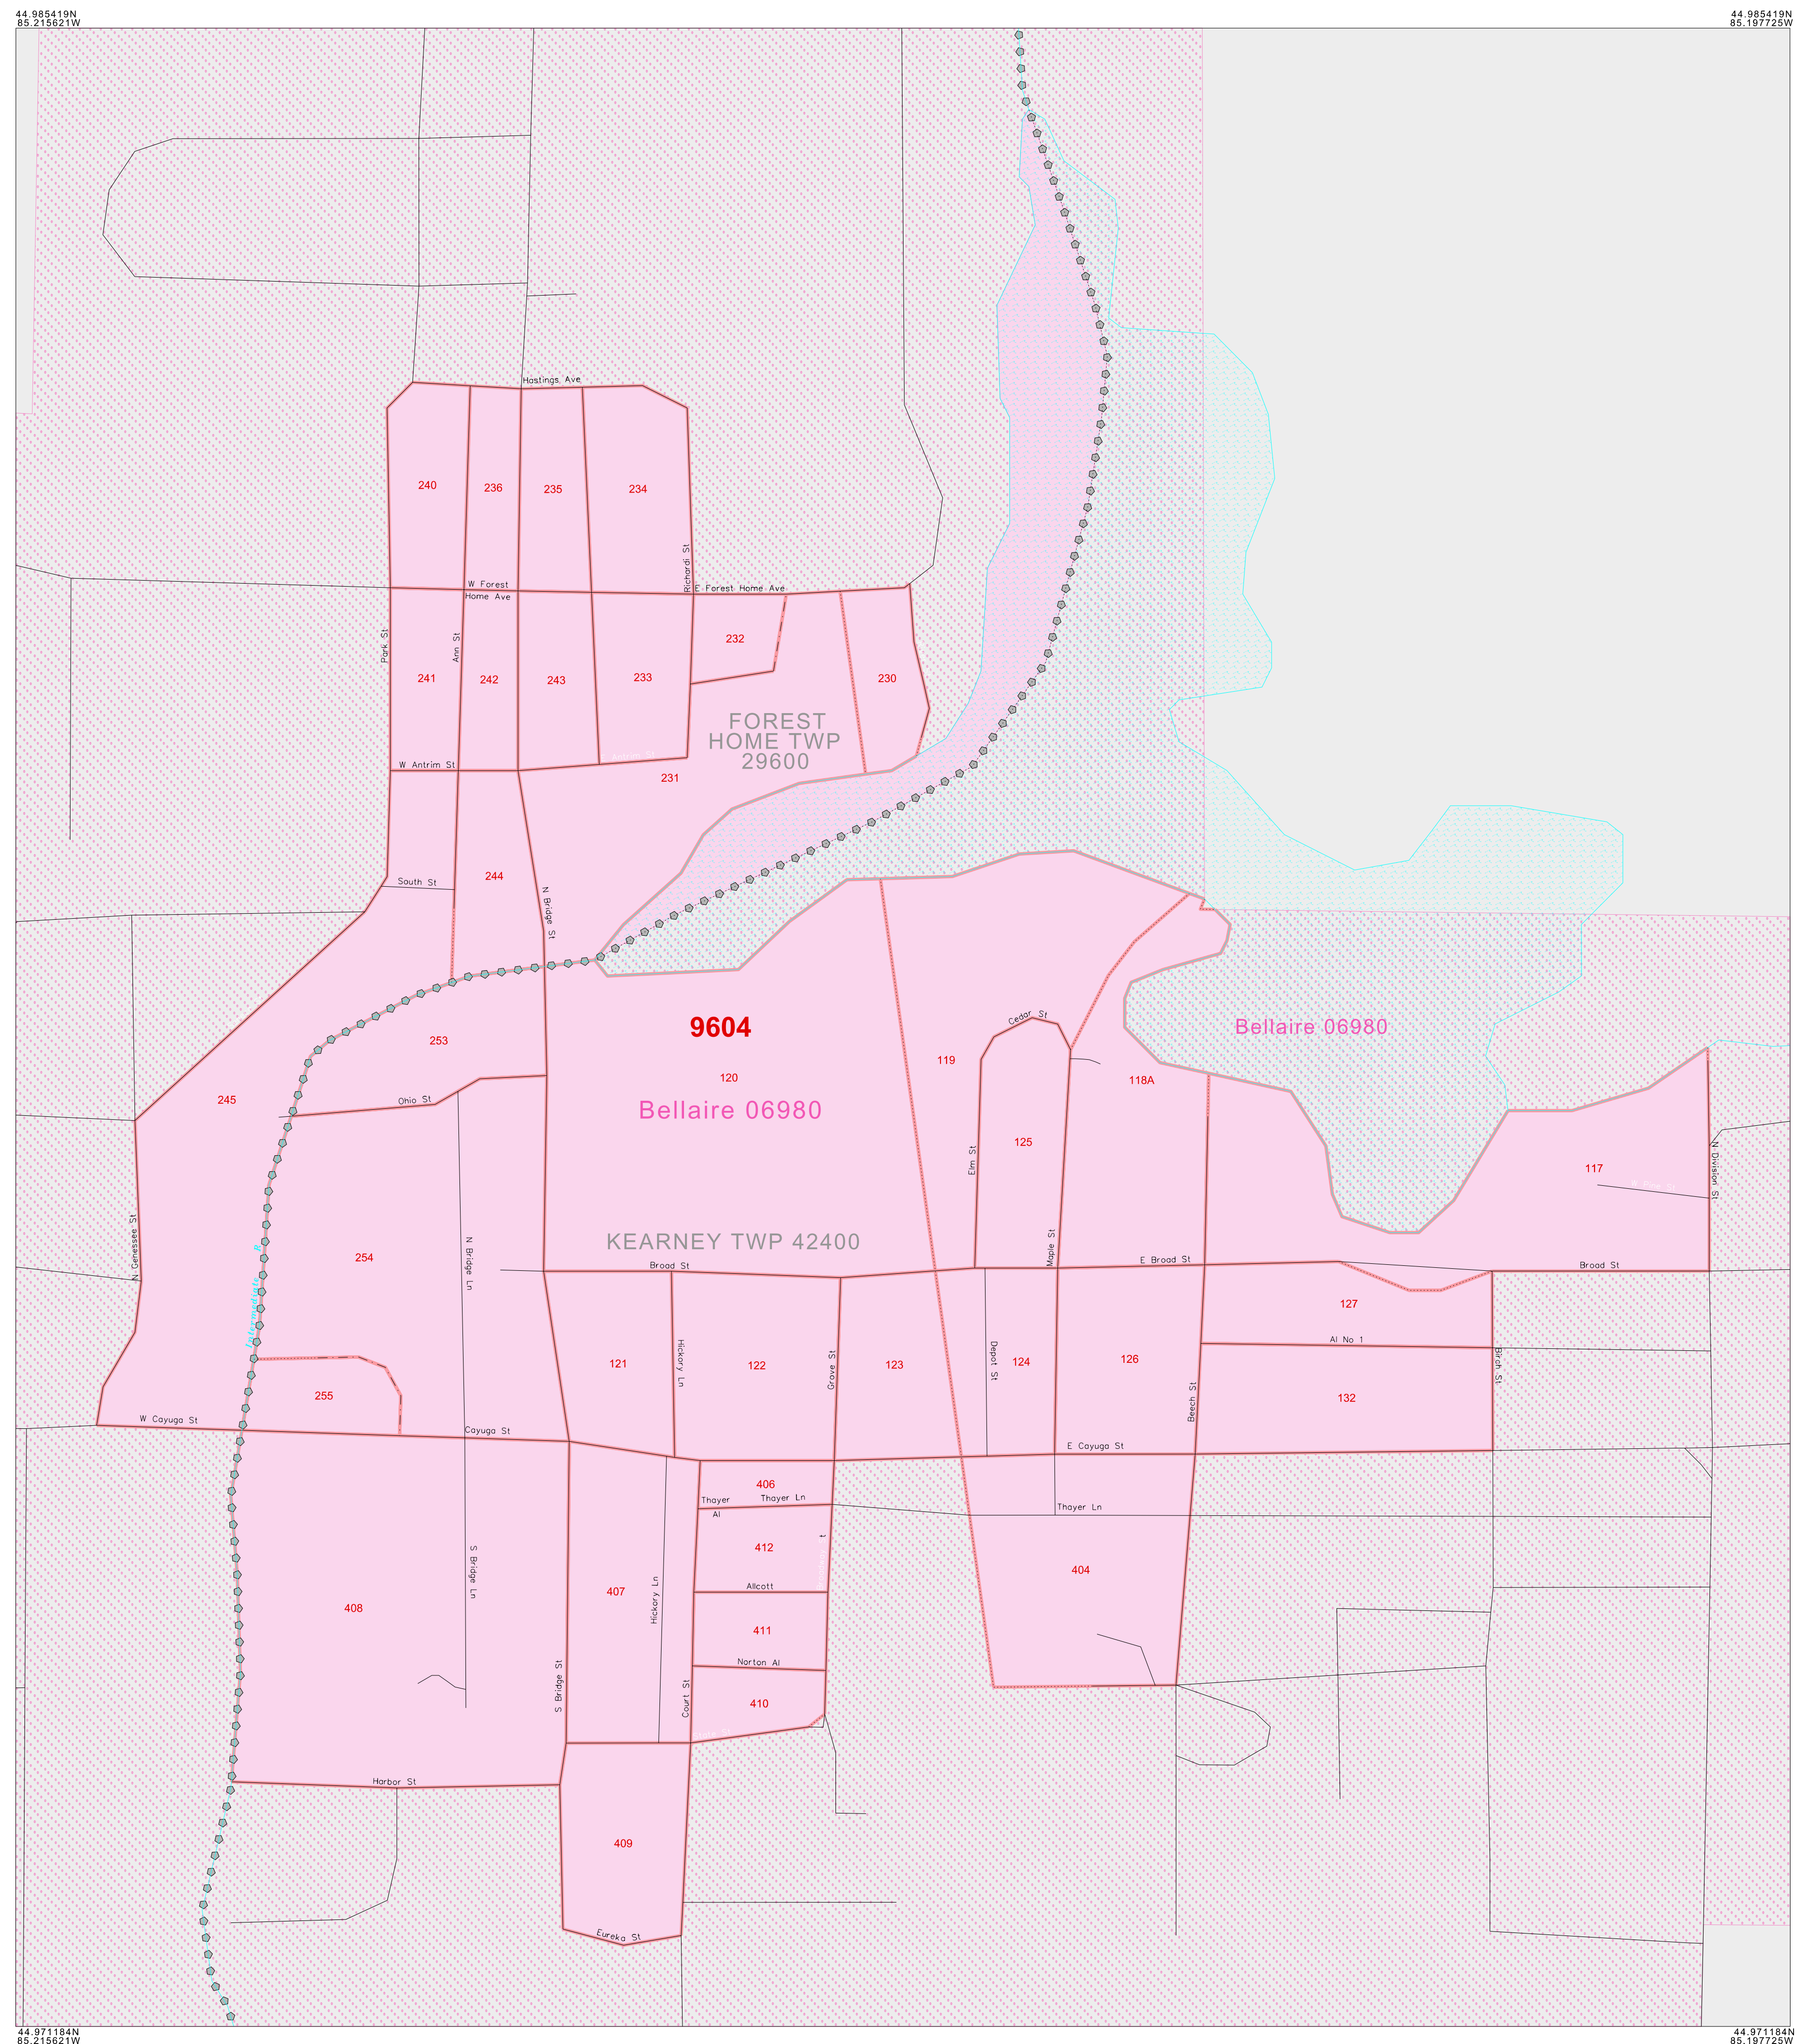 44.985419N
85.215621W
44.985419N
85.197725W
Hastings Ave
240
236
235
234
Richardi St
W Forest
Home Ave
E Forest Home Ave
Park St
Ann St
232
241
242
243
233
230
FOREST
HOME TWP
29600
W Antrim St
231
South St
244
N Bridge St
9604
253
Cedar St
Bellaire 06980
119
120
118A
245
Ohio St
Bellaire 06980
125
Elm St
117
N Division St
N Genessee St
254
N Bridge Ln
Intermediate R
KEARNEY TWP 42400
Maple St
Broad St
E Broad St
Broad St
127
Al No 1
121
Hickory Ln
122
Grove St
123
Depot St
124
126
Beech St
Birch St
132
255
W Cayuga St
Cayuga St
E Cayuga St
406
Thayer
Al
Thayer Ln
Thayer Ln
412
S Bridge Ln
404
Allcott
407
Hickory Ln
408
411
Norton Al
S Bridge St
Court St
410
Harbor St
409
Eureka St
44.971184N
85.215621W
44.971184N
85.197725W